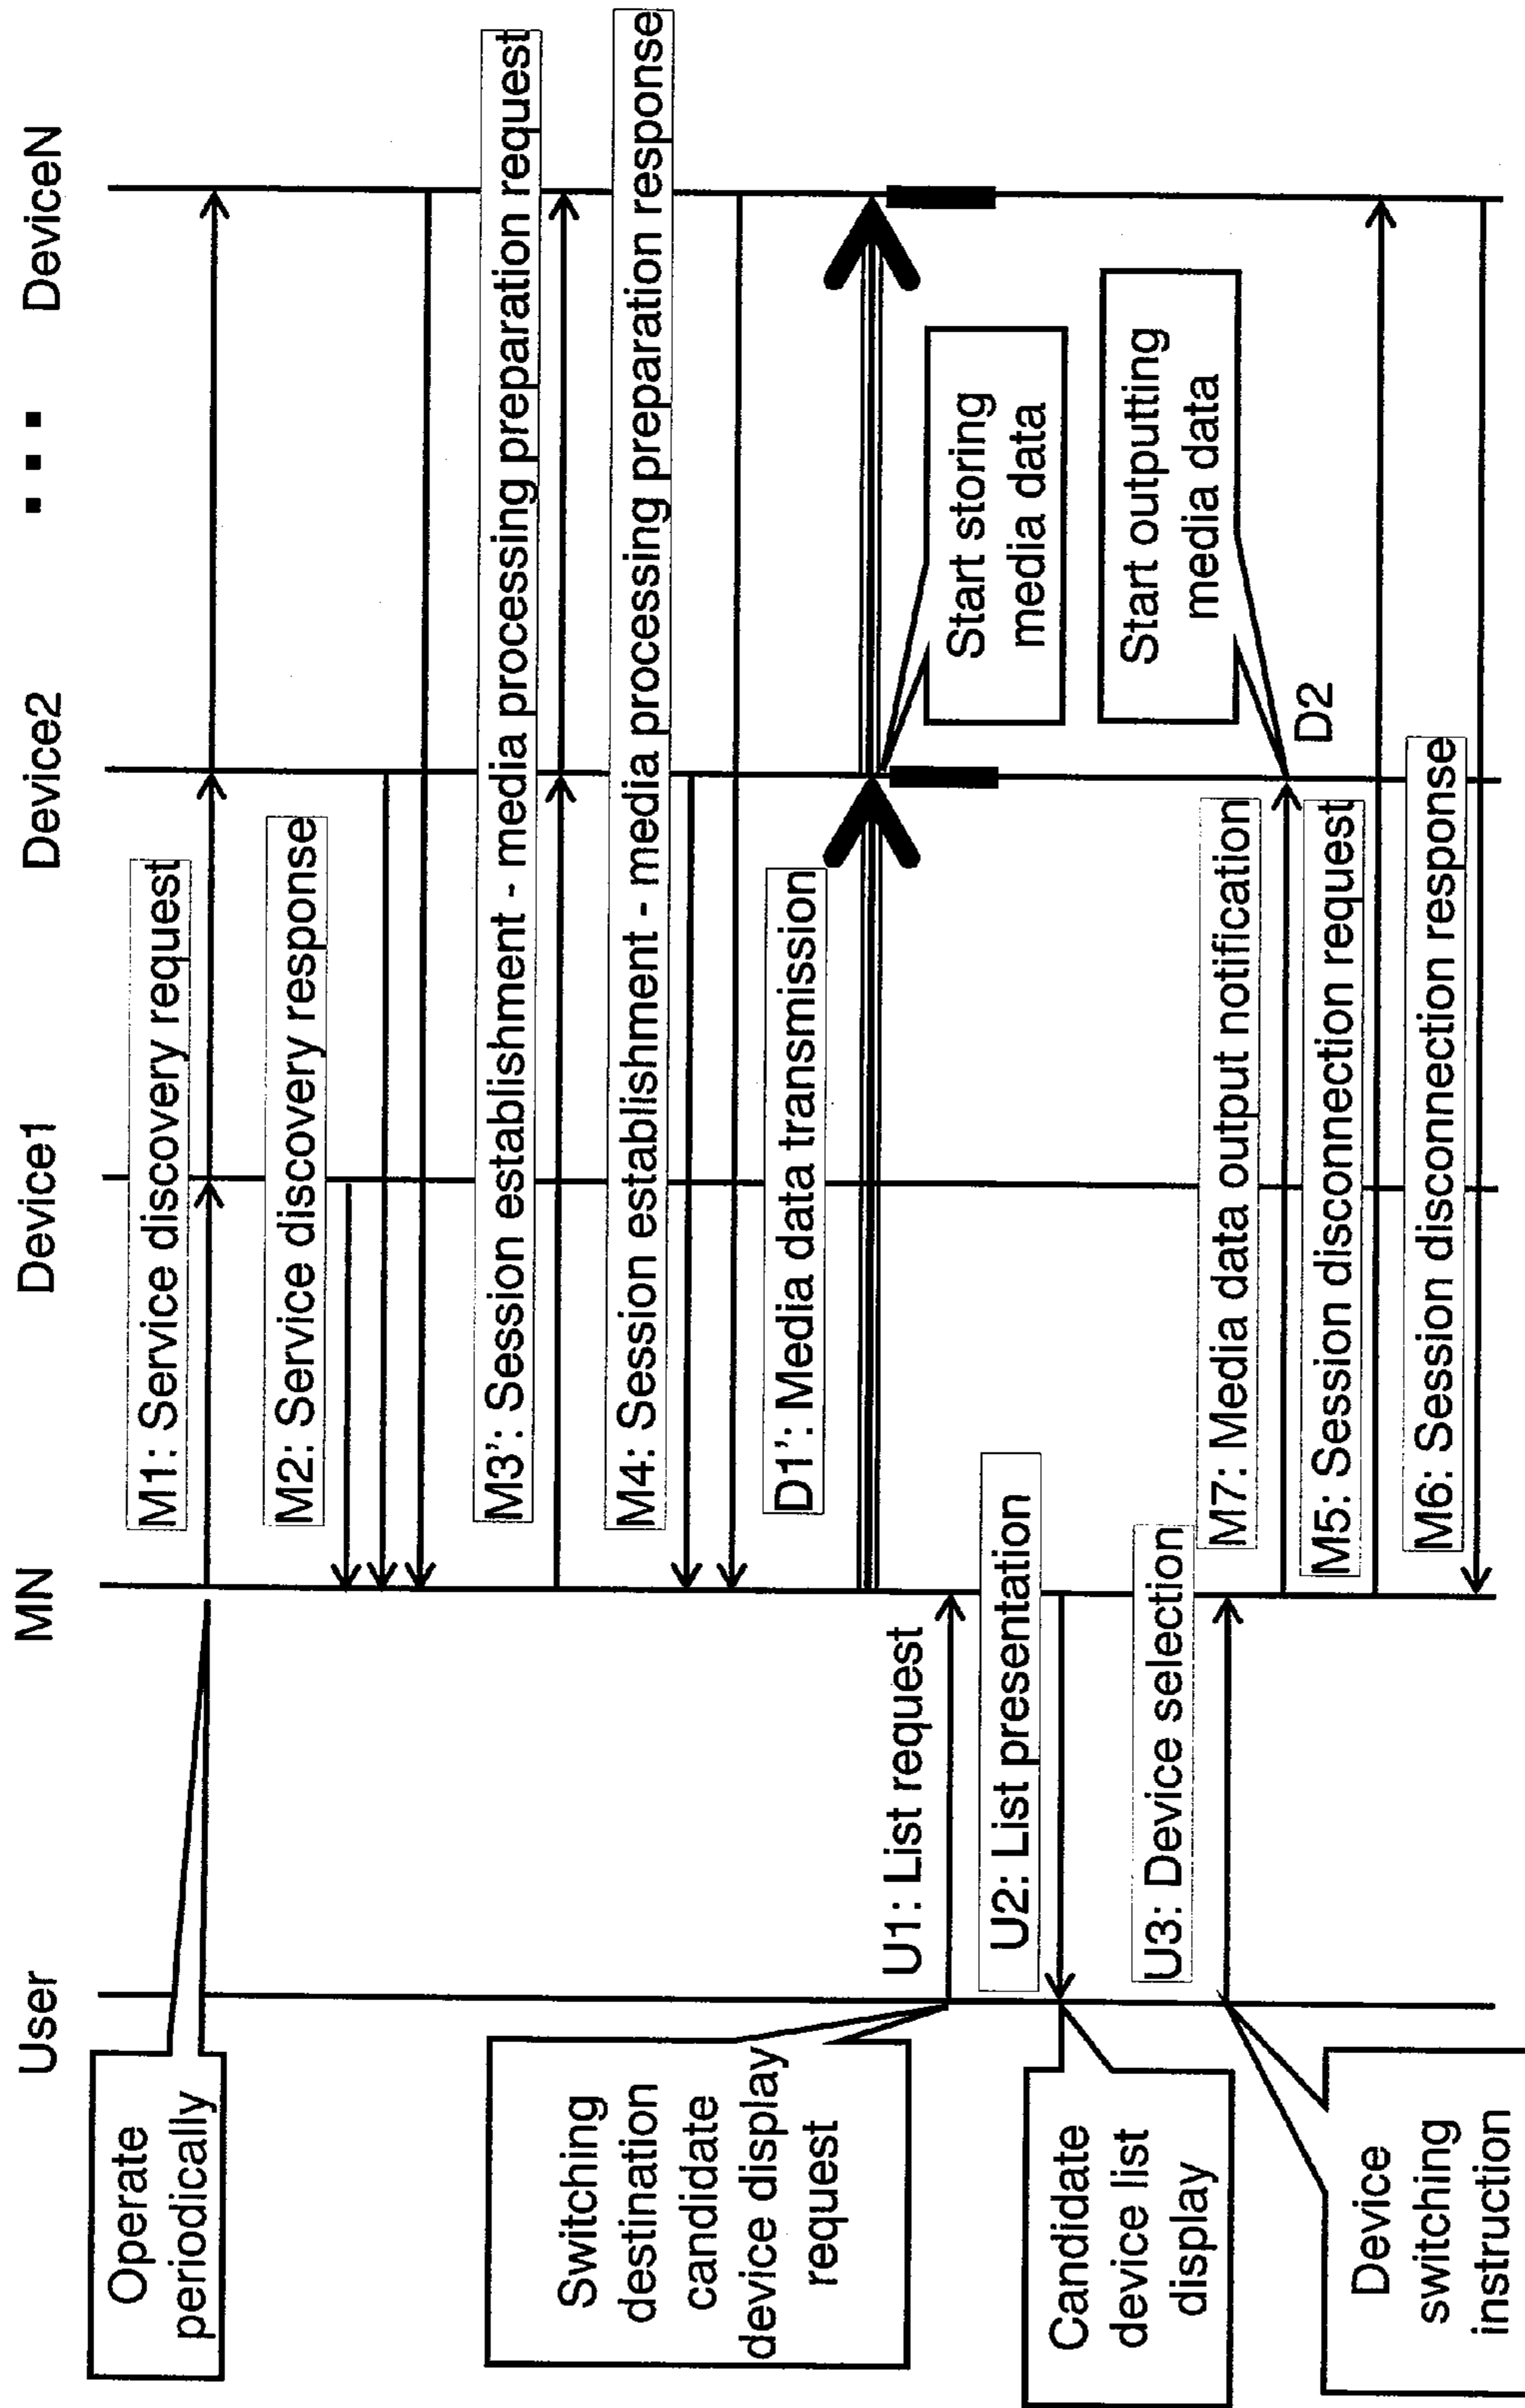 User
MN
Device1
Device2
■ ■ ■
DeviceN
Operate
periodically
M1: Service discovery request
M2: Service discovery response
M3': Session establishment - media processing preparation request
M4: Session establishment - media processing preparation response
D1': Media data transmission
Start storing
media data
Switching
destination
candidate
device display
request
U1: List request
U2: List presentation
Candidate
device list
display
U3: Device selection
Device
switching
instruction
M7: Media data output notification
Start outputting
media data
D2
M5: Session disconnection request
M6: Session disconnection response